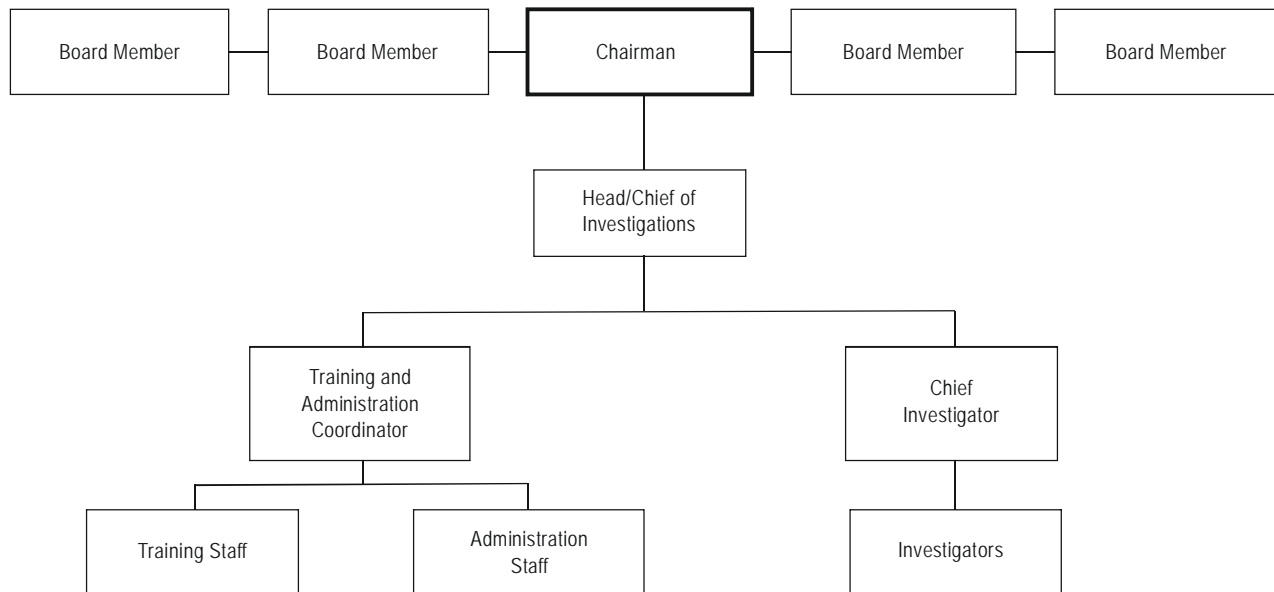 Board Member
Board Member
Chairman
Board Member
Board Member
Head/Chief of
Investigations
Training and
Administration
Coordinator
Chief
Investigator
Training Staff
Administration
Staff
Investigators